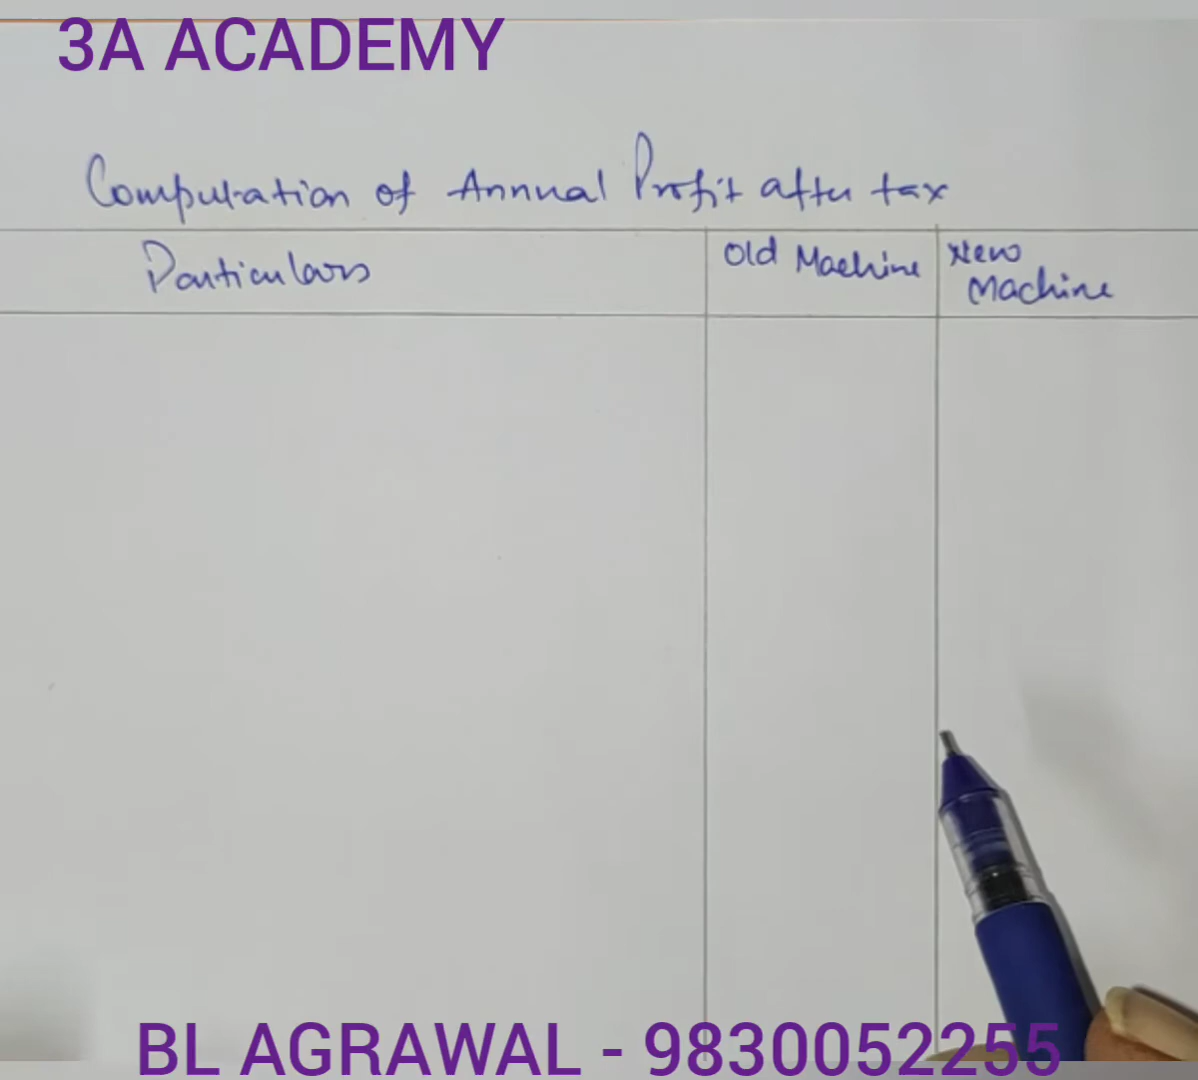 3A ACADEMY
Computation of Annual Profit after tax
Particulars
Old Machine
New
Machine
BL AGRAWAL - 9830052255